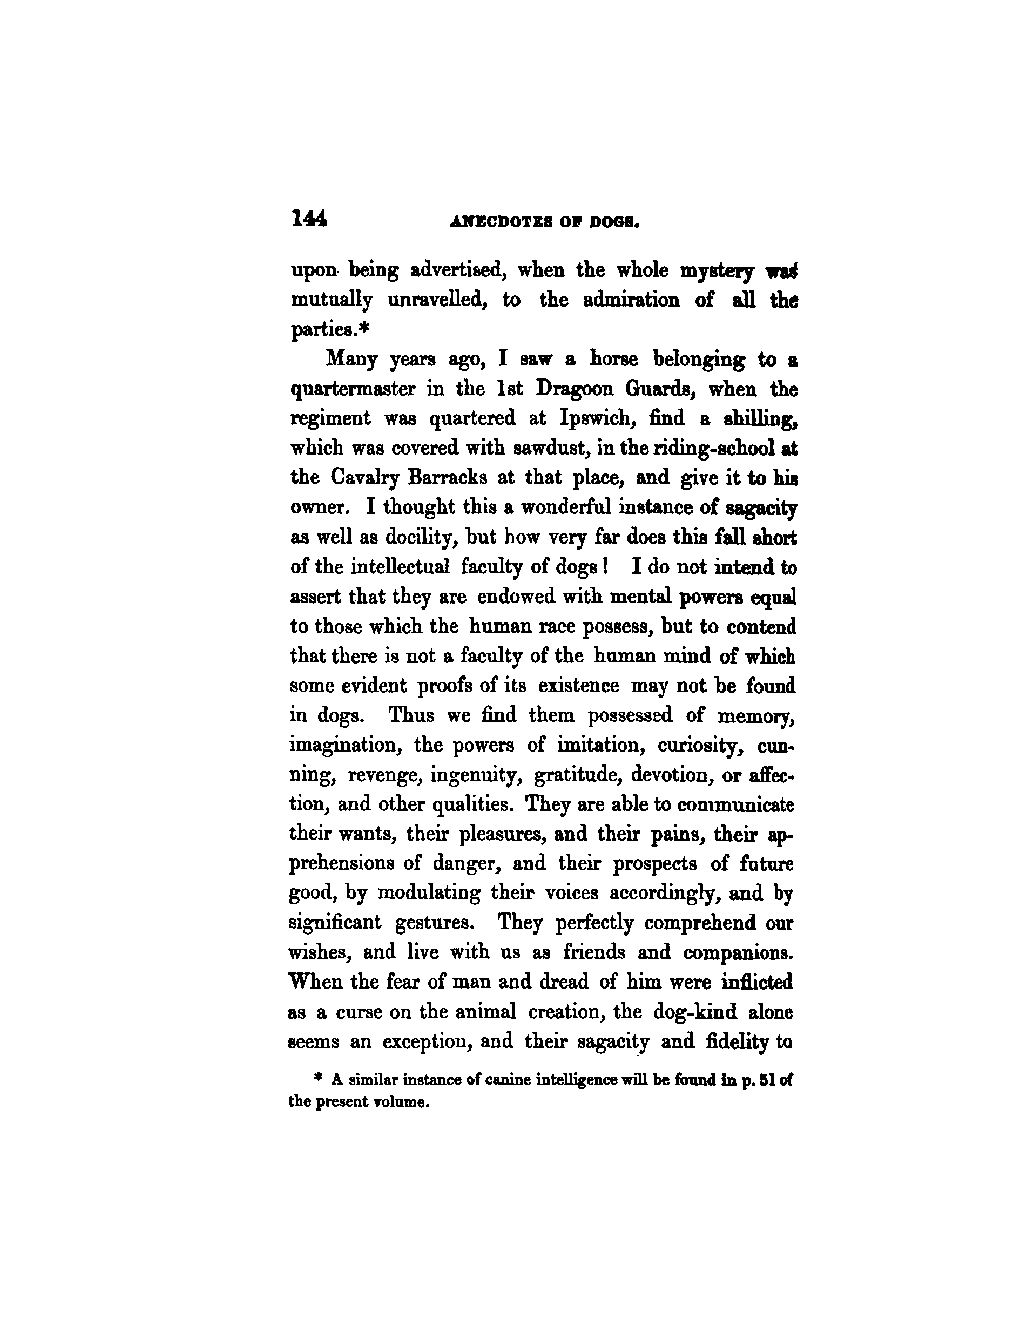 144 ANECDOTES OF DOGS.
upon being advertised, when the whole mystery was
mutually unravelled, to the admiration of all the
parties.*
Many years ago, I saw a horse belonging to a
quartermaster in the 1st Dragoon Guards, when the
regiment was quartered at Ipswich, find a shilling,
which was covered with sawdust, in the riding-school at
the Cavalry Barracks at that place, and give it to his
owner. I thought this a wonderful instance of sagacity
as well as docility, but how very far does this fall short
of the intellectual faculty of dogs! I do not intend to
assert that they are endowed with mental powers equal
to those which the human race possess, but to contend
that there is not a faculty of the human mind of which
some evident proofs of its existence may not be found
in dogs. Thus we find them possessed of memory,
imagination, the powers of imitation, curiosity, cun-
ning, revenge, ingenuity, gratitude, devotion, or affec-
tion, and other qualities. They are able to communicate
their wants, their pleasures, and their pains, their ap-
prehensions of danger, and their prospects of future
good, by modulating their voices accordingly, and by
significant gestures. They perfectly comprehend our
wishes, and live with us as friends and companions.
When the fear of man and dread of him were inflicted
as a curse on the animal creation, the dog-kind alone
seems an exception, and their sagacity and fidelity to
* A similar instance of canine intelligence will be found in p. 51 of
the present volume.